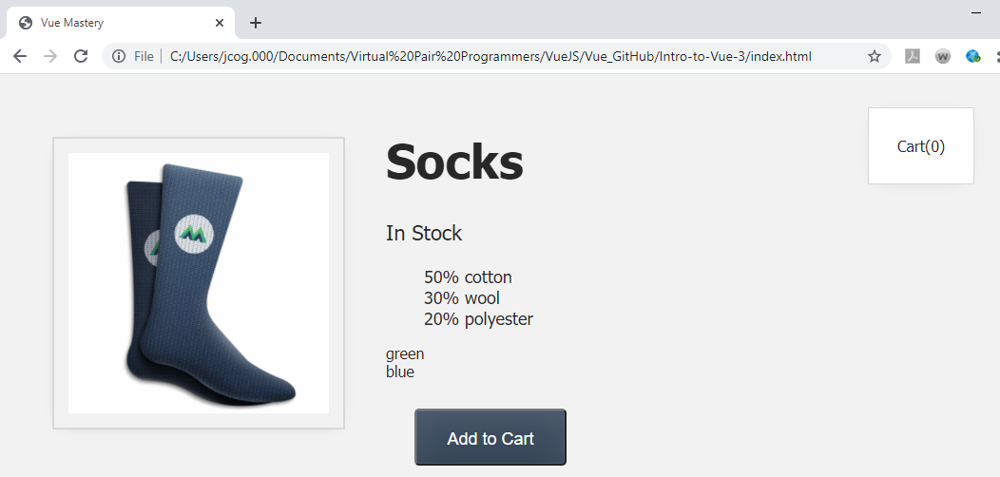 Vue Mastery
File
C:/Users/jcog.000/Documents/Virtual%20Pair%20Programmers/VueJS/Vue_GitHub/Intro-to-Vue-3/index.html
Cart(0)
Socks
In Stock
50% cotton
30% wool
20% polyester
green
blue
Add to Cart